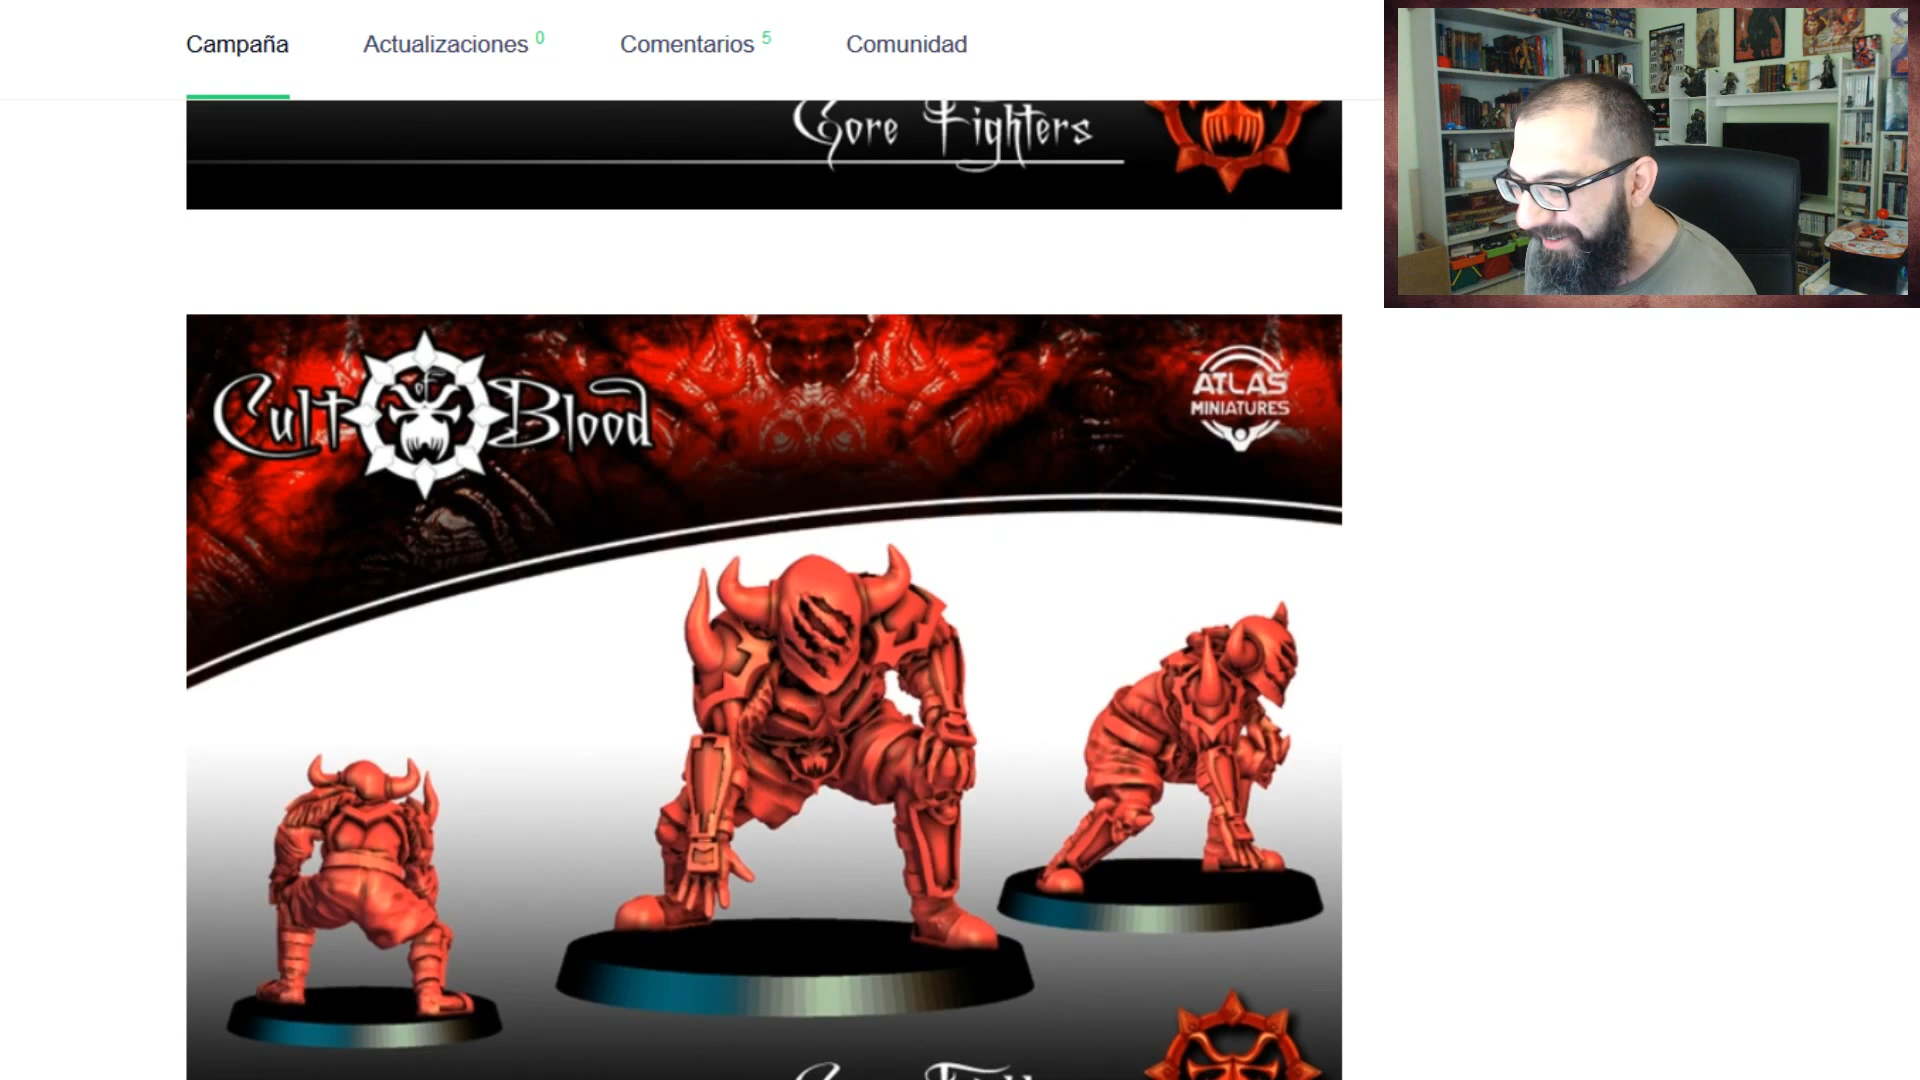 Campaña Actualizaciones 0 Comentarios 5 Comunidad
Gore Fighters
Cult of Blood
ATLAS
MINIATURES